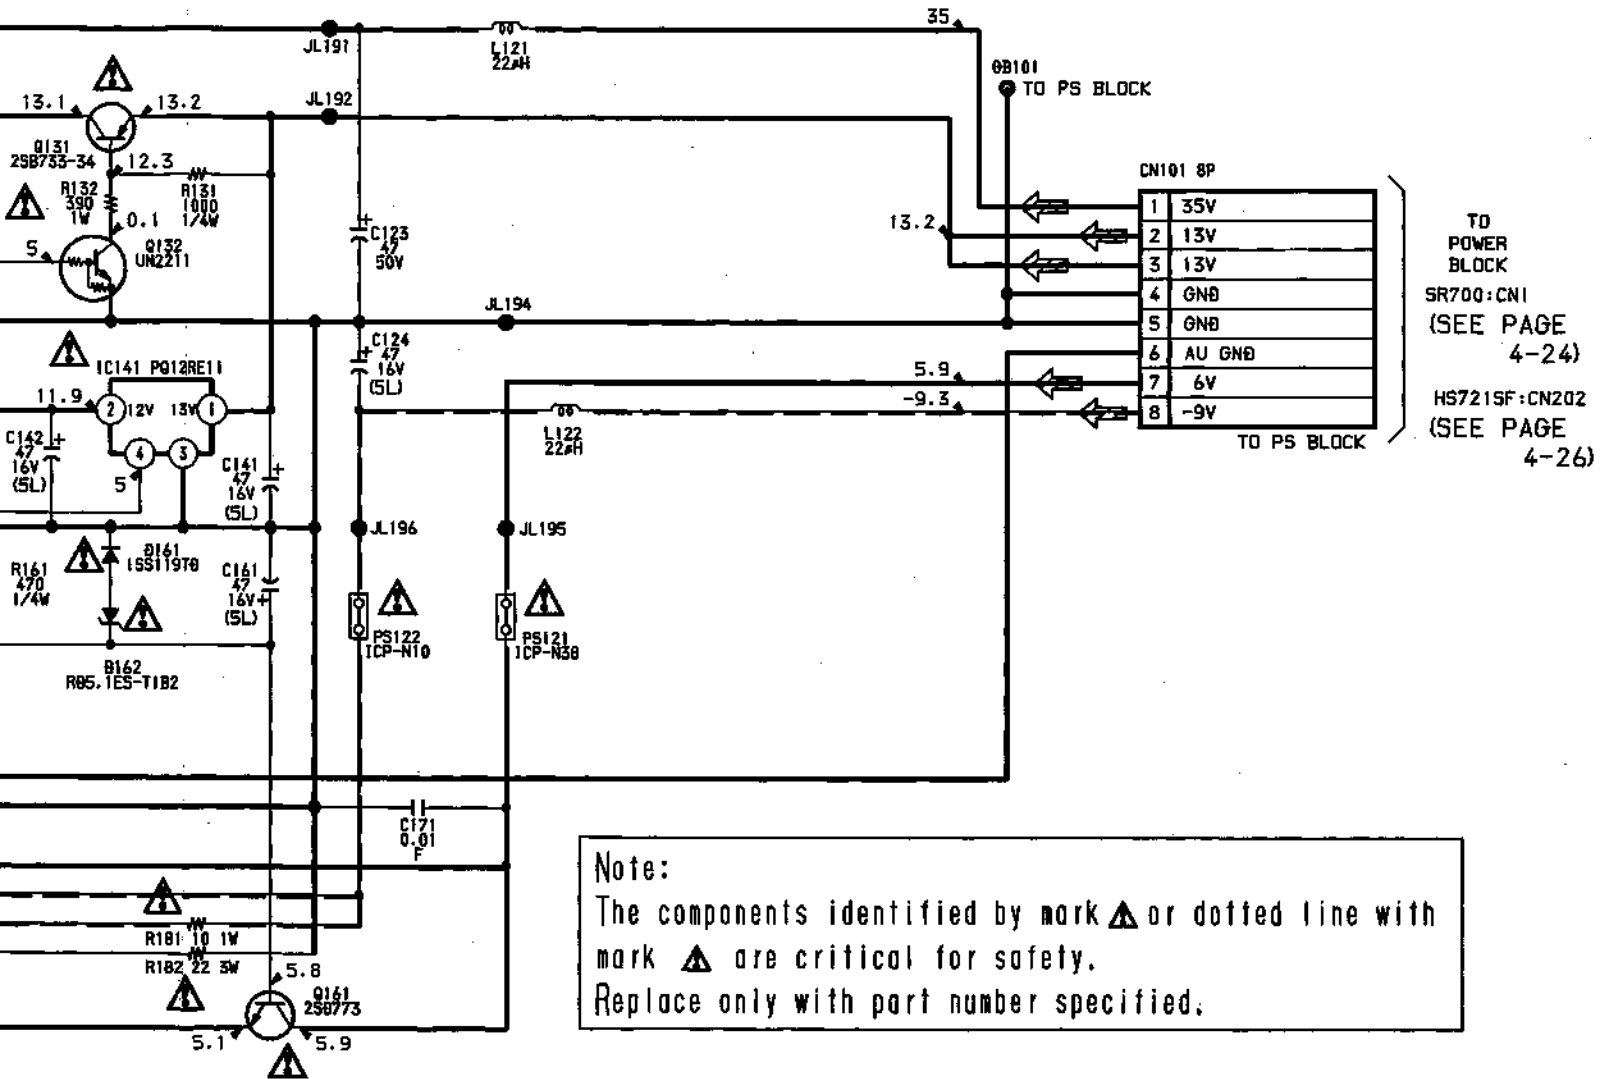 35
JL191
L121
22µH
0B101
TO PS BLOCK
13.1
13.2
JL192
Q131
2SB733-34
12.3
R132
390
1W
R131
1000
1/4W
0.1
5
Q132
UN2211
C123
47
50V
CN101 8P
1 35V
2 13V
3 13V
4 GND
5 GND
6 AU GND
7 6V
8 -9V
TO PS BLOCK
13.2
TO
POWER
BLOCK
SR700:CN1
(SEE PAGE
4-24)
HS721SF:CN202
(SEE PAGE
4-26)
JL194
C124
47
16V
(5L)
IC141 PQ12RE11
11.9
2 12V
13V 1
4 3
5
5.9
-9.3
L122
22µH
C142
47
16V
(5L)
C141
47
16V
(5L)
JL196
JL195
D161
1SS119T0
R161
470
1/4W
C161
47
16V
(5L)
PS122
ICP-N10
PS121
ICP-N38
D162
RD5.1ES-T1B2
C171
0.01
F
R181 10 1W
R182 22 3W
5.8
Q161
2SB773
5.1
5.9
Note:
The components identified by mark ⚠ or dotted line with
mark ⚠ are critical for safety.
Replace only with part number specified.